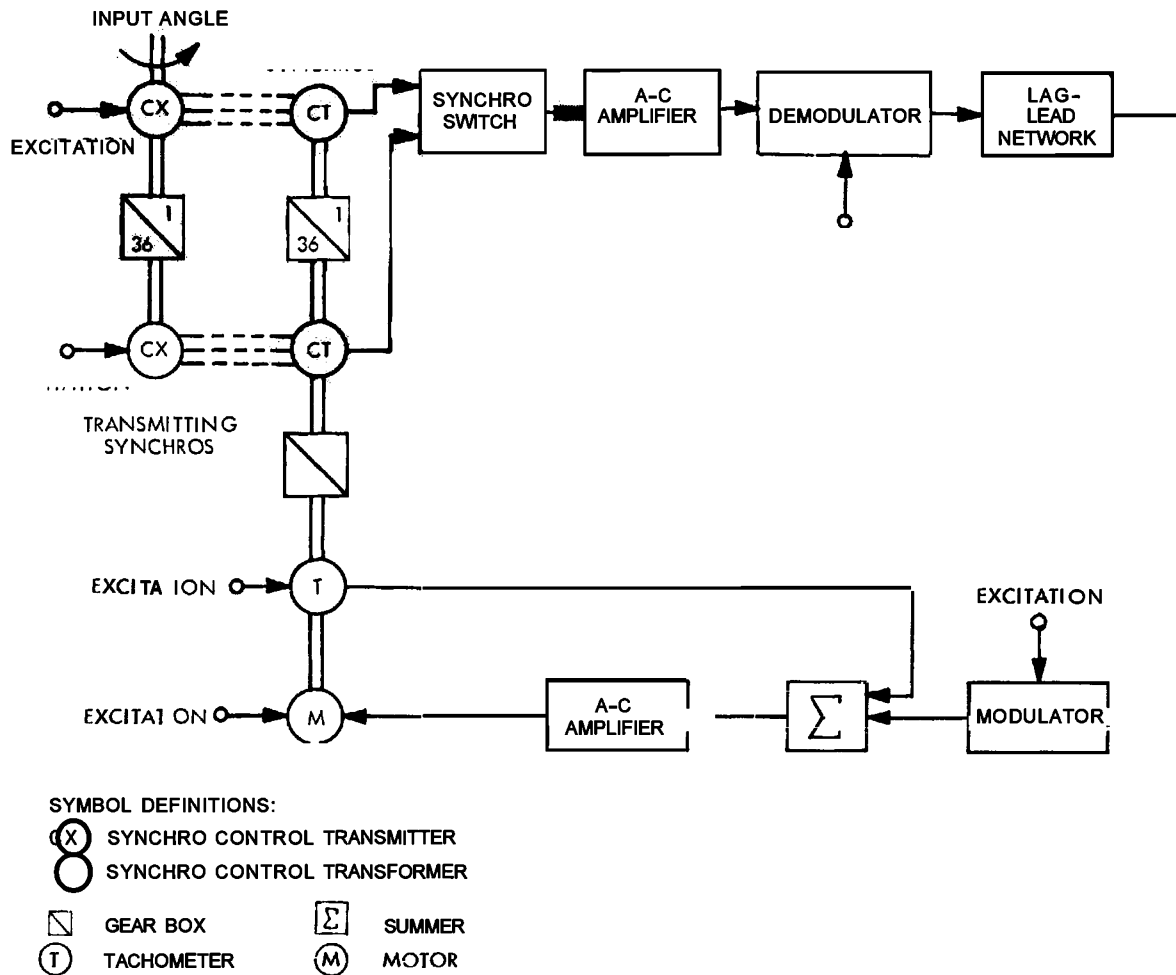 INPUT ANGLE
CX
CT
EXCITATION
SYNCHRO
SWITCH
A-C
AMPLIFIER
DEMODULATOR
LAG-
LEAD
NETWORK
1
36
1
36
CX
CT
TRANSMITTING
SYNCHROS
EXCITA ION
T
EXCITATION
EXCITAT ON
M
A-C
AMPLIFIER
Σ
MODULATOR
SYMBOL DEFINITIONS:
CX SYNCHRO CONTROL TRANSMITTER
SYNCHRO CONTROL TRANSFORMER
GEAR BOX
Σ SUMMER
T TACHOMETER
M MOTOR